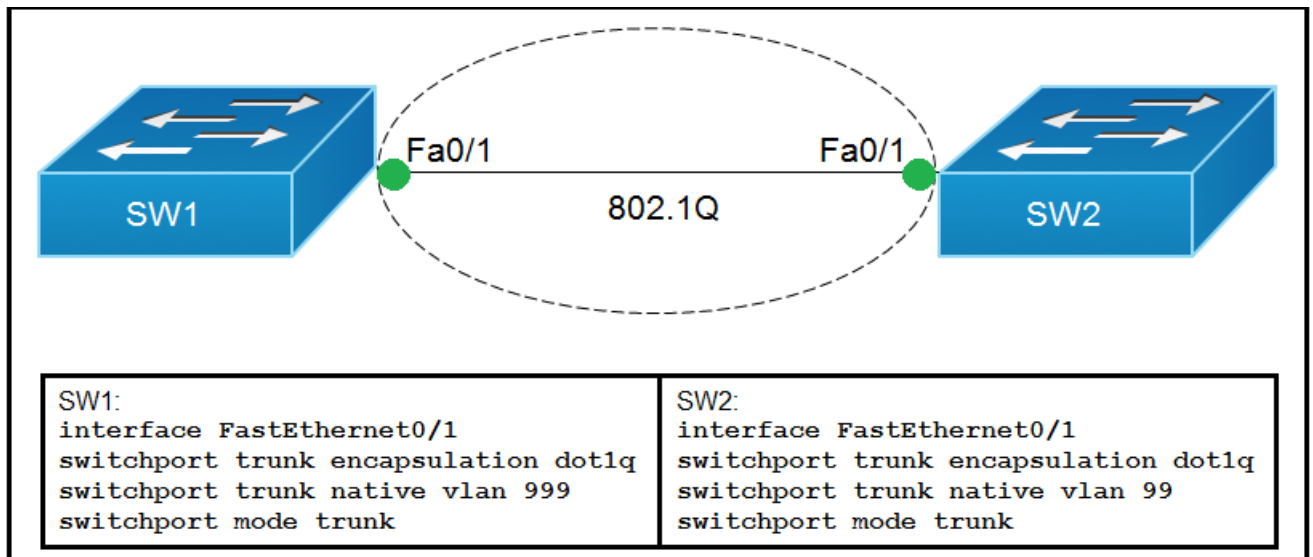 Fa0/1
Fa0/1
SW1
802.1Q
SW2
SW1:
interface FastEthernet0/1
switchport trunk encapsulation dot1q
switchport trunk native vlan 999
switchport mode trunk
SW2:
interface FastEthernet0/1
switchport trunk encapsulation dot1q
switchport trunk native vlan 99
switchport mode trunk